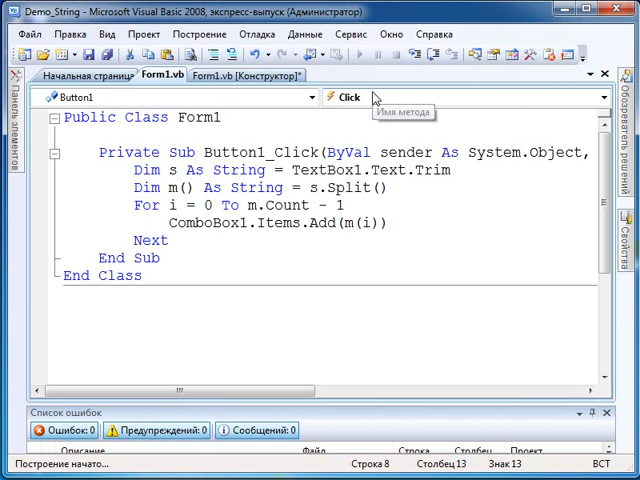 Demo_String - Microsoft Visual Basic 2008, экспресс-выпуск (Администратор)
Файл Правка Вид Проект Построение Отладка Данные Сервис Окно Справка
Начальная страница Form1.vb Form1.vb [Конструктор]*
Button1 Click
Имя метода
Public Class Form1
Private Sub Button1_Click(ByVal sender As System.Object,
Dim s As String = TextBox1.Text.Trim
Dim m() As String = s.Split()
For i = 0 To m.Count - 1
ComboBox1.Items.Add(m(i))
Next
End Sub
End Class
Панель элементов
Обозреватель решений
Свойства
Список ошибок
Ошибок: 0 Предупреждений: 0 Сообщений: 0
Описание Файл Строка Столбец Проект
Построение начато... Строка 8 Столбец 13 Знак 13 ВСТ